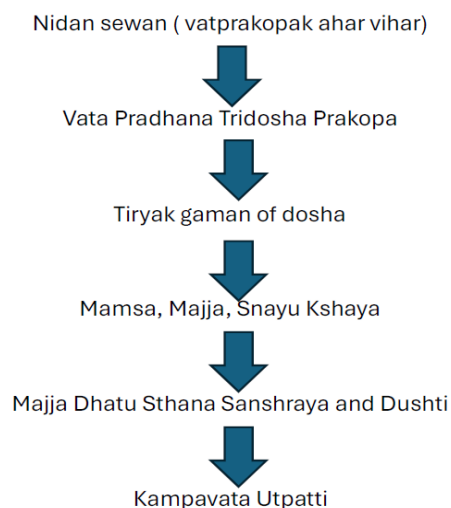 Nidan sewan ( vatprakopak ahar vihar)
Vata Pradhana Tridosha Prakopa
Tiryak gaman of dosha
Mamsa, Majja, Snayu Kshaya
Majja Dhatu Sthana Sanshraya and Dushti
Kampavata Utpatti